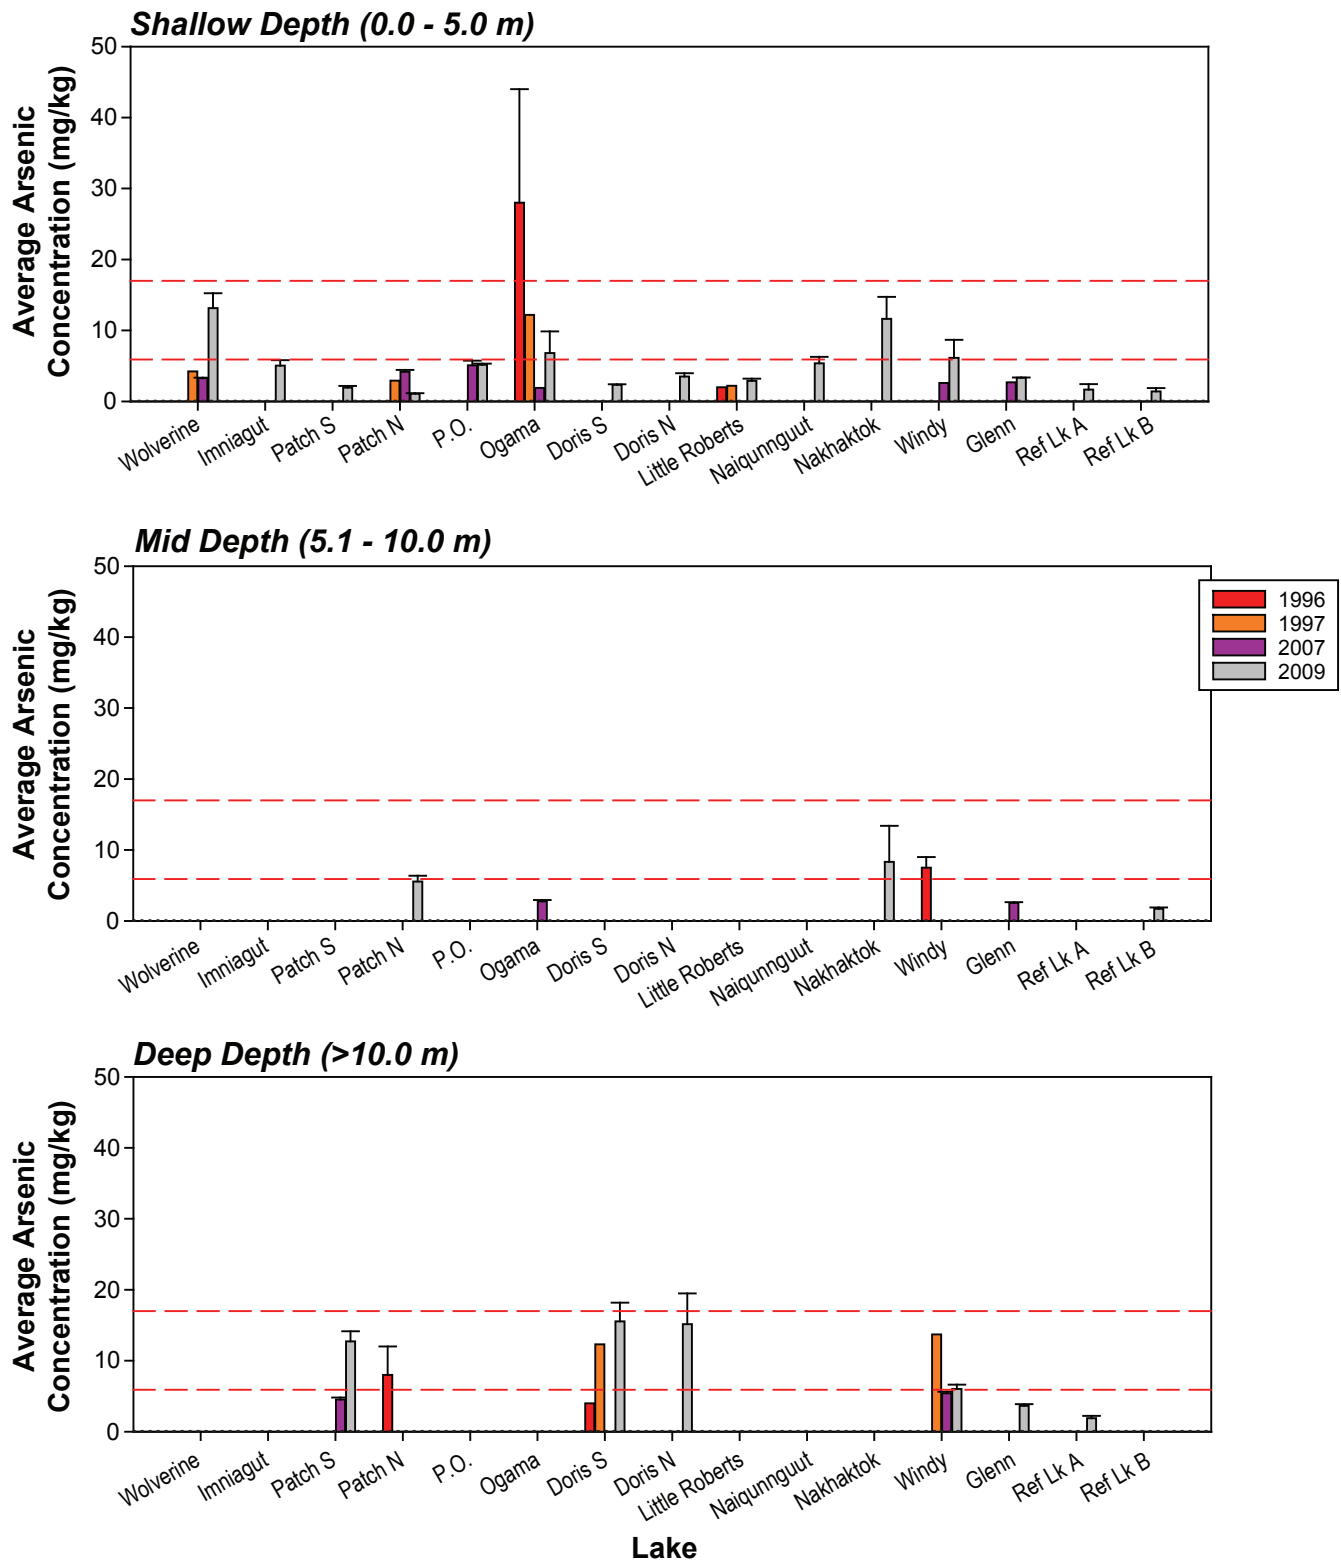 Shallow Depth (0.0 - 5.0 m)
Average Arsenic
Concentration (mg/kg)
50
40
30
20
10
0
Wolverine
Imniagut
Patch S
Patch N
P.O.
Ogama
Doris S
Doris N
Little Roberts
Naiqunnguut
Nakhaktok
Windy
Glenn
Ref Lk A
Ref Lk B
Mid Depth (5.1 - 10.0 m)
Average Arsenic
Concentration (mg/kg)
50
40
30
20
10
0
1996
1997
2007
2009
Wolverine
Imniagut
Patch S
Patch N
P.O.
Ogama
Doris S
Doris N
Little Roberts
Naiqunnguut
Nakhaktok
Windy
Glenn
Ref Lk A
Ref Lk B
Deep Depth (>10.0 m)
Average Arsenic
Concentration (mg/kg)
50
40
30
20
10
0
Wolverine
Imniagut
Patch S
Patch N
P.O.
Ogama
Doris S
Doris N
Little Roberts
Naiqunnguut
Nakhaktok
Windy
Glenn
Ref Lk A
Ref Lk B
Lake